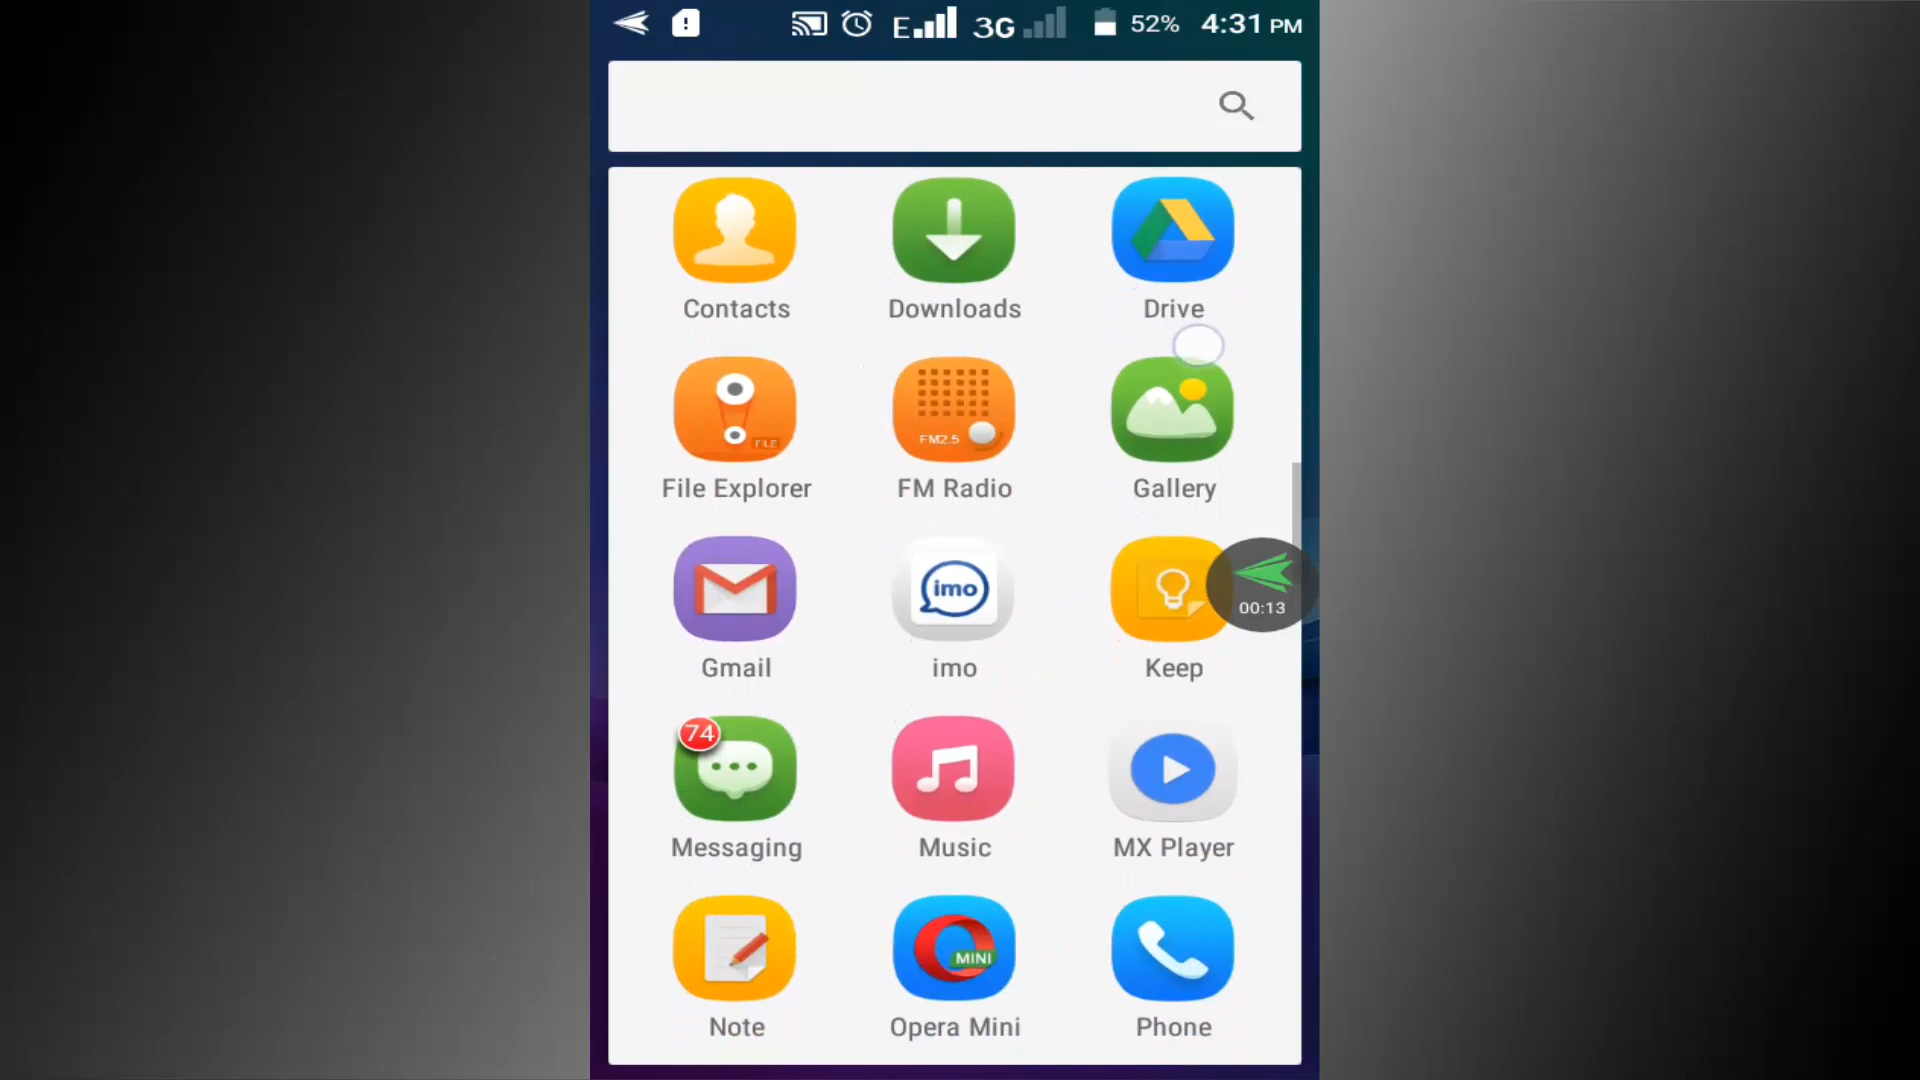 E 3G 52% 4:31 PM
Contacts Downloads Drive
FILE FM2.5
File Explorer FM Radio Gallery
imo
00:13
Gmail imo Keep
74
Messaging Music MX Player
MINI
Note Opera Mini Phone